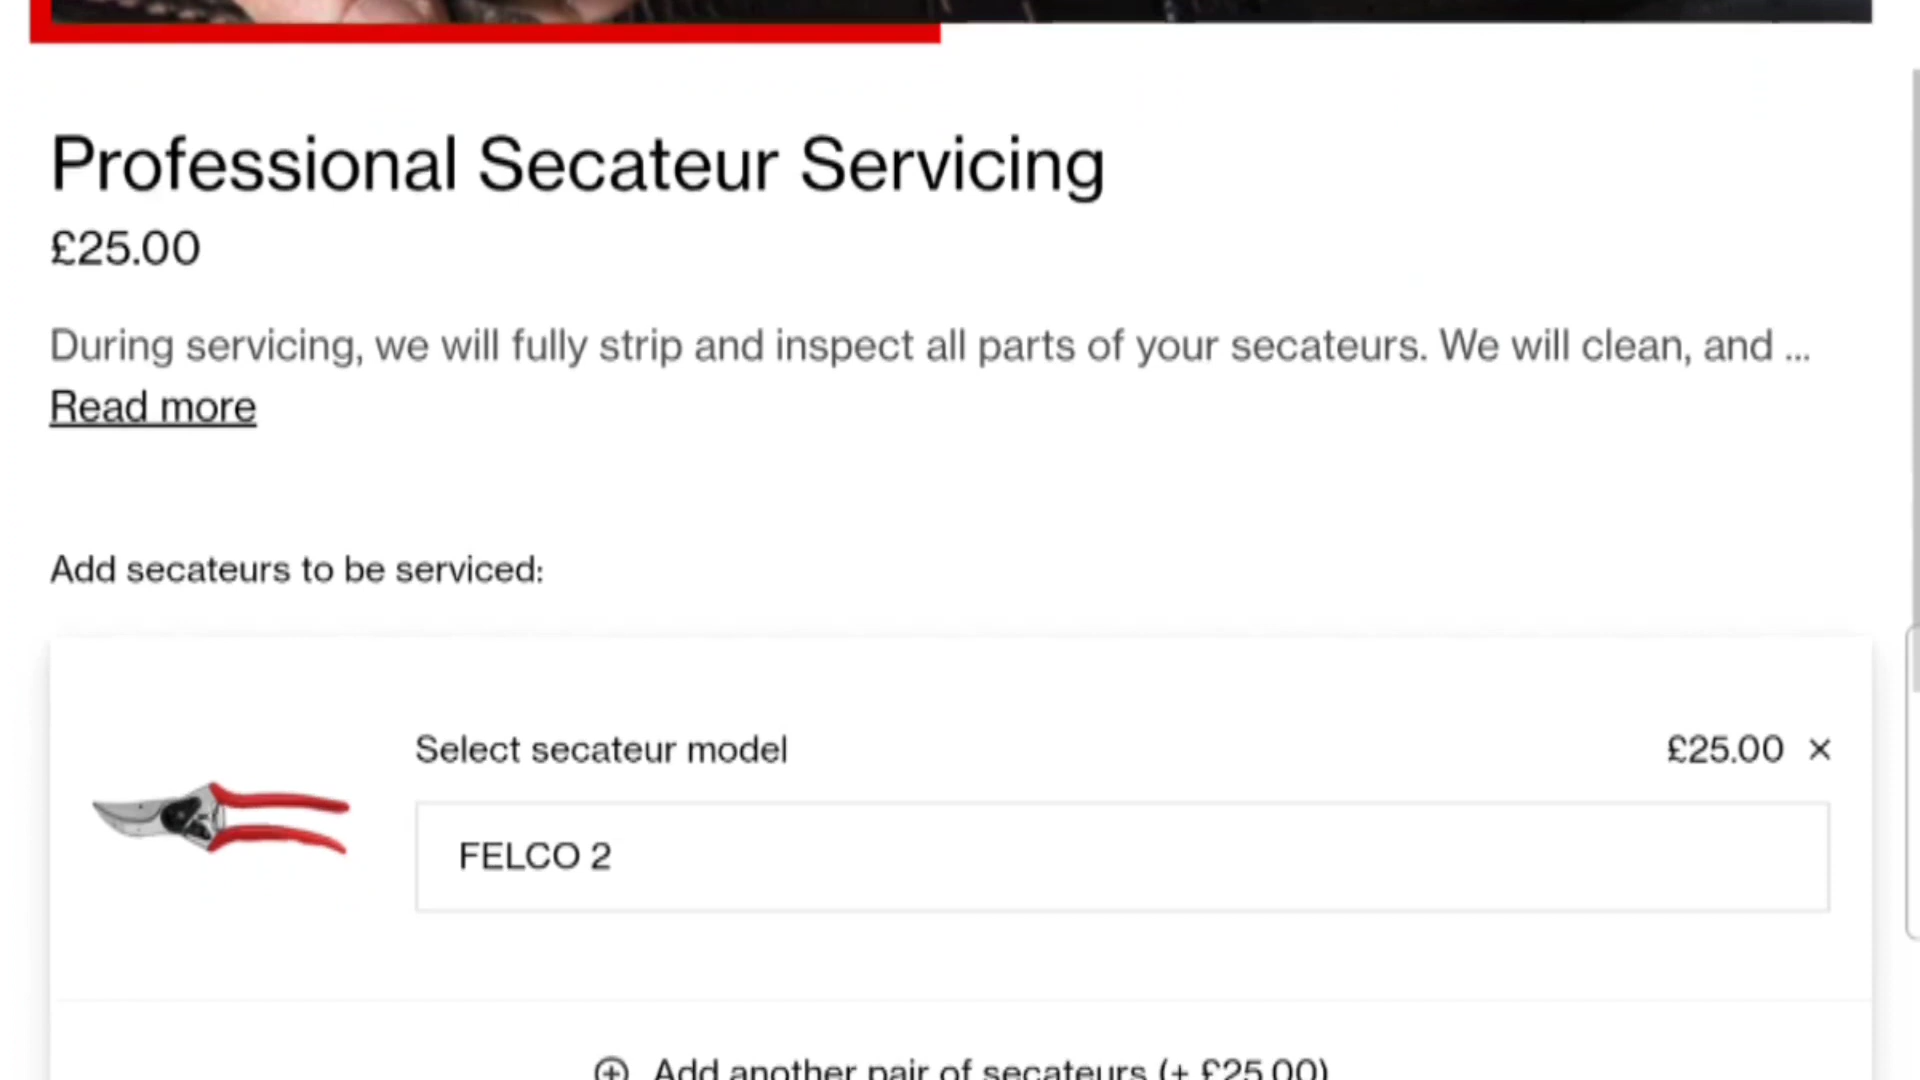 Professional Secateur Servicing
£25.00
During servicing, we will fully strip and inspect all parts of your secateurs. We will clean, and ...
Read more
Add secateurs to be serviced:
Select secateur model
£25.00 ×
FELCO 2
Add another pair of secateurs (+ £25.00)